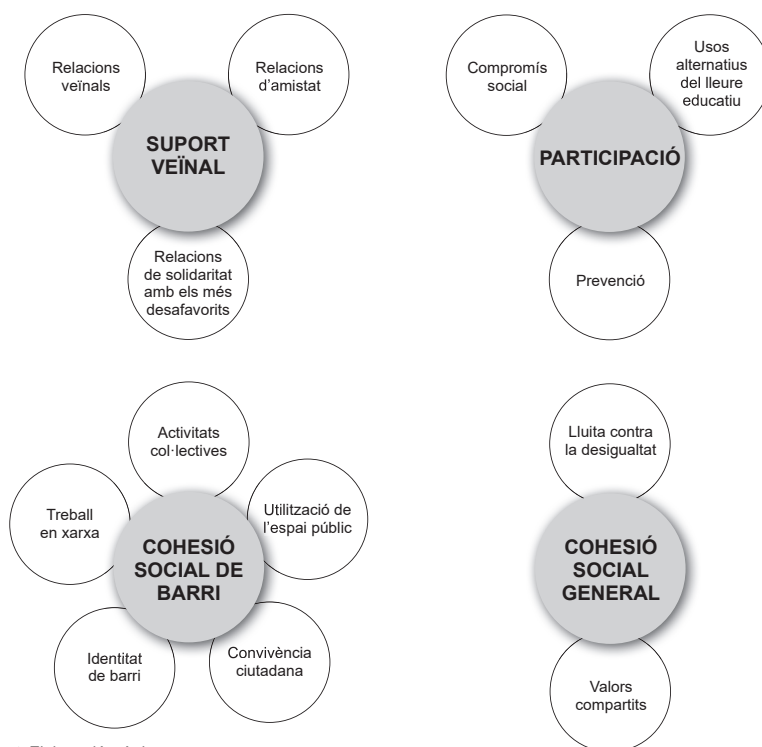 Relacions
veïnals
Relacions
d’amistat
SUPORT
VEÏNAL
Relacions
de solidaritat
amb els més
desafavorits
Compromís
social
Usos
alternatius
del lleure
educatiu
PARTICIPACIÓ
Prevenció
Activitats
col·lectives
Treball
en xarxa
Utilització de
l’espai públic
COHESIÓ
SOCIAL DE
BARRI
Identitat
de barri
Convivència
ciutadana
Lluita contra
la desigualtat
COHESIÓ
SOCIAL
GENERAL
Valors
compartits